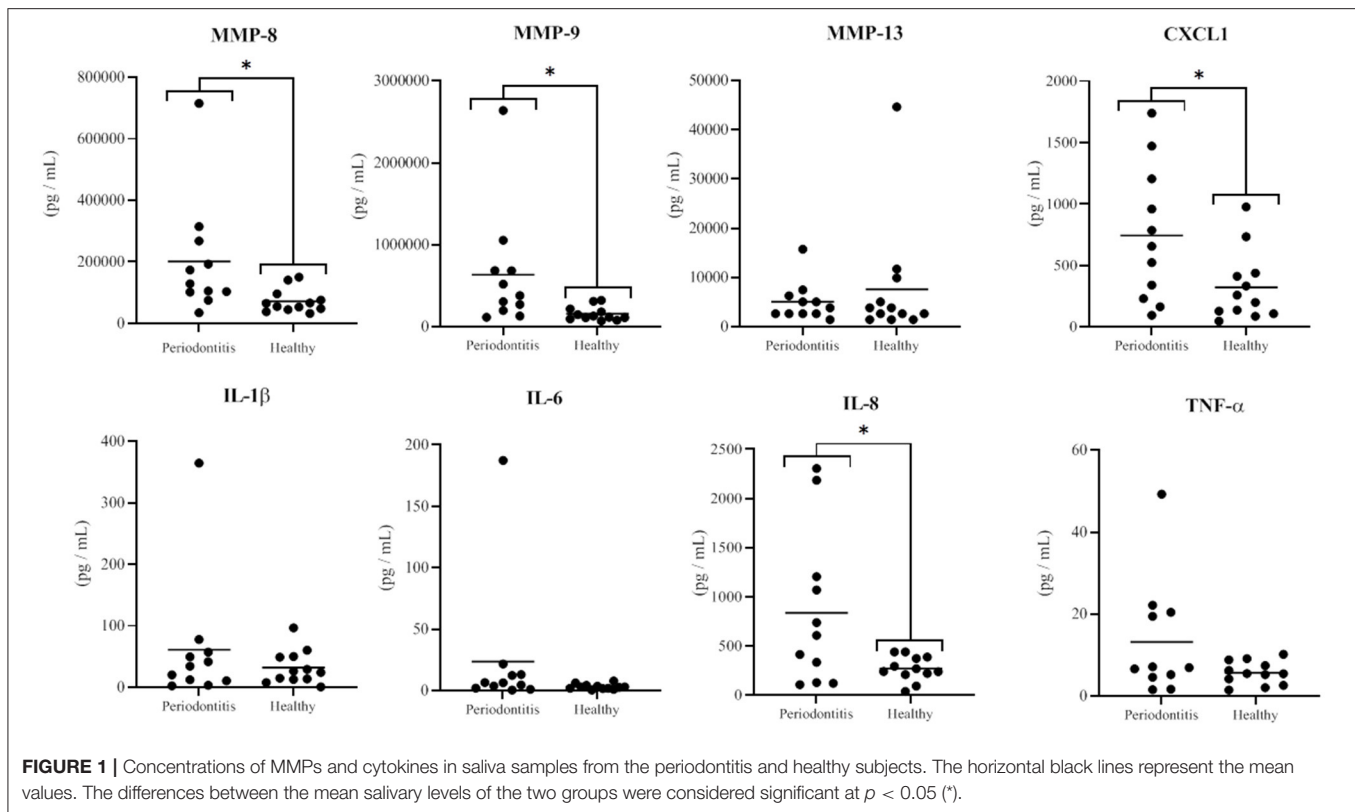 MMP-8
*
800000
600000
400000
200000
0
(pg / mL)
Periodontitis
Healthy
MMP-9
*
3000000
2000000
1000000
0
(pg / mL)
Periodontitis
Healthy
MMP-13
50000
40000
30000
20000
10000
0
(pg / mL)
Periodontitis
Healthy
CXCL1
*
2000
1500
1000
500
0
(pg / mL)
Periodontitis
Healthy
IL-1β
400
300
200
100
0
(pg / mL)
Periodontitis
Healthy
IL-6
200
150
100
50
0
(pg / mL)
Periodontitis
Healthy
IL-8
*
2500
2000
1500
1000
500
0
(pg / mL)
Periodontitis
Healthy
TNF-α
60
40
20
0
(pg / mL)
Periodontitis
Healthy
FIGURE 1 | Concentrations of MMPs and cytokines in saliva samples from the periodontitis and healthy subjects. The horizontal black lines represent the mean
values. The differences between the mean salivary levels of the two groups were considered significant at p < 0.05 (*).